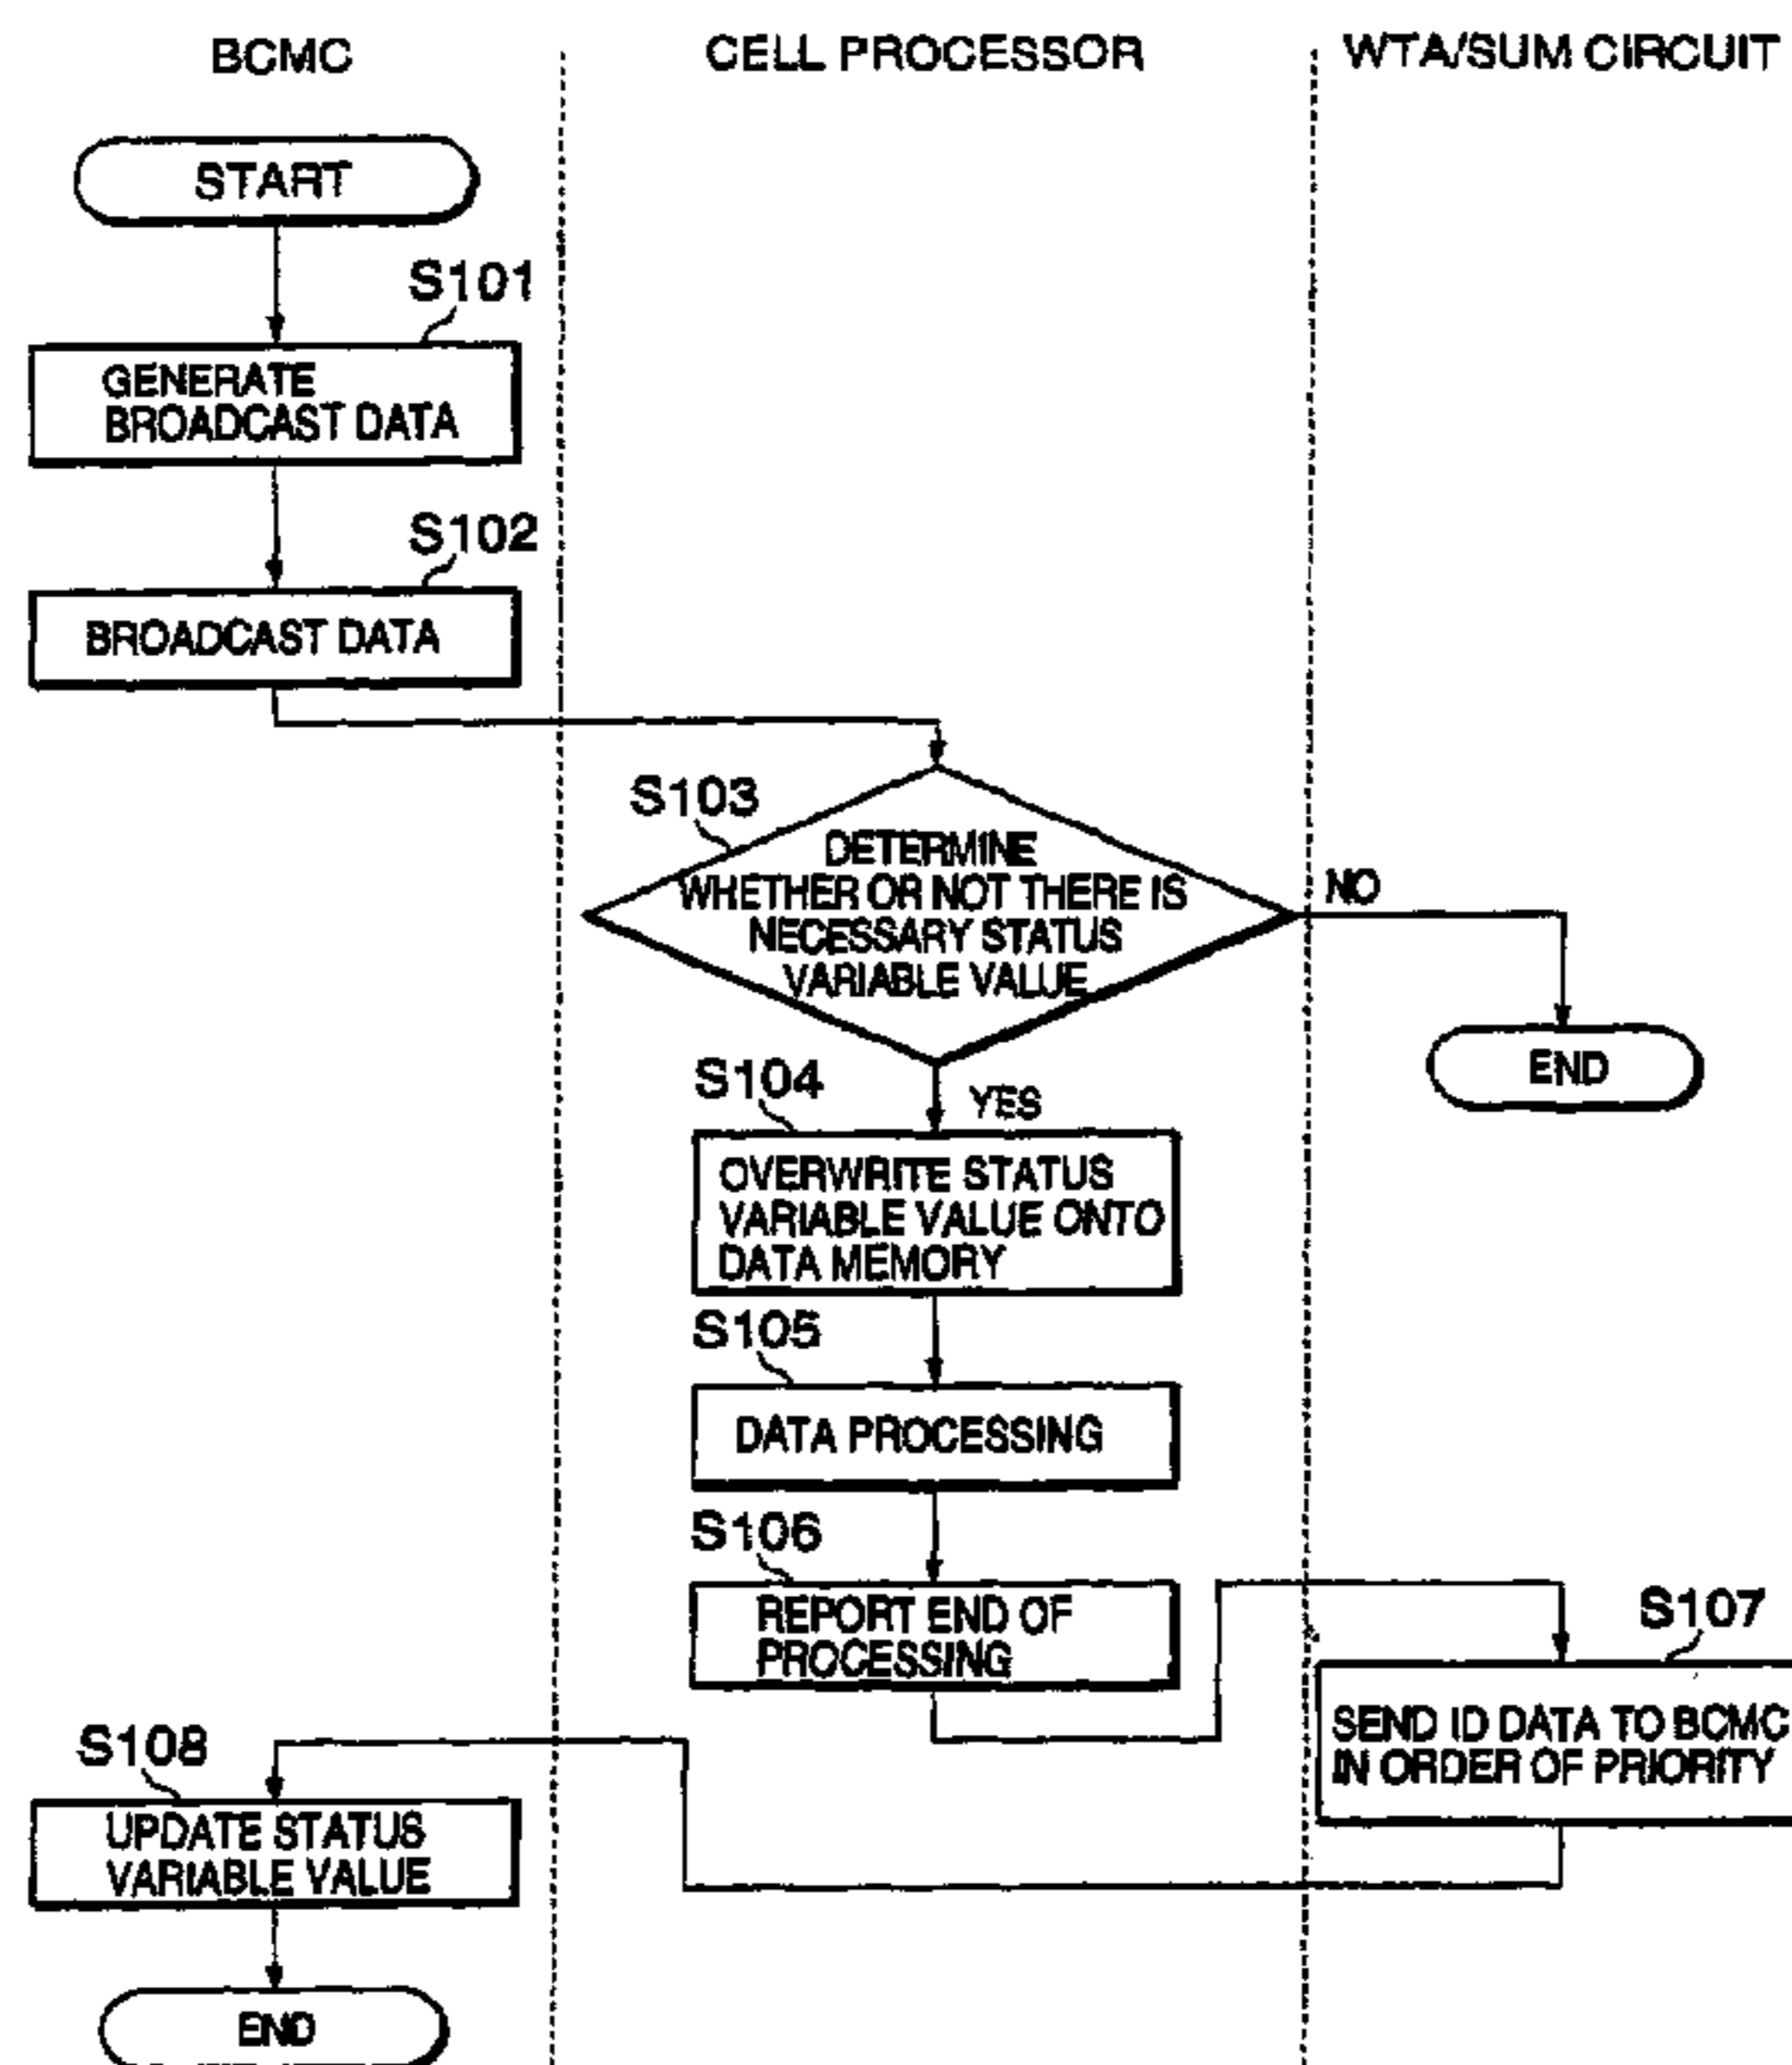 BCMC
CELL PROCESSOR
WTA/SUM CIRCUIT
START
S101
GENERATE
BROADCAST DATA
S102
BROADCAST DATA
S103
DETERMINE
WHETHER OR NOT THERE IS
NECESSARY STATUS
VARIABLE VALUE
NO
END
YES
S104
OVERWRITE STATUS
VARIABLE VALUE ONTO
DATA MEMORY
S105
DATA PROCESSING
S106
REPORT END OF
PROCESSING
S107
SEND ID DATA TO BCMC
IN ORDER OF PRIORITY
S108
UPDATE STATUS
VARIABLE VALUE
END